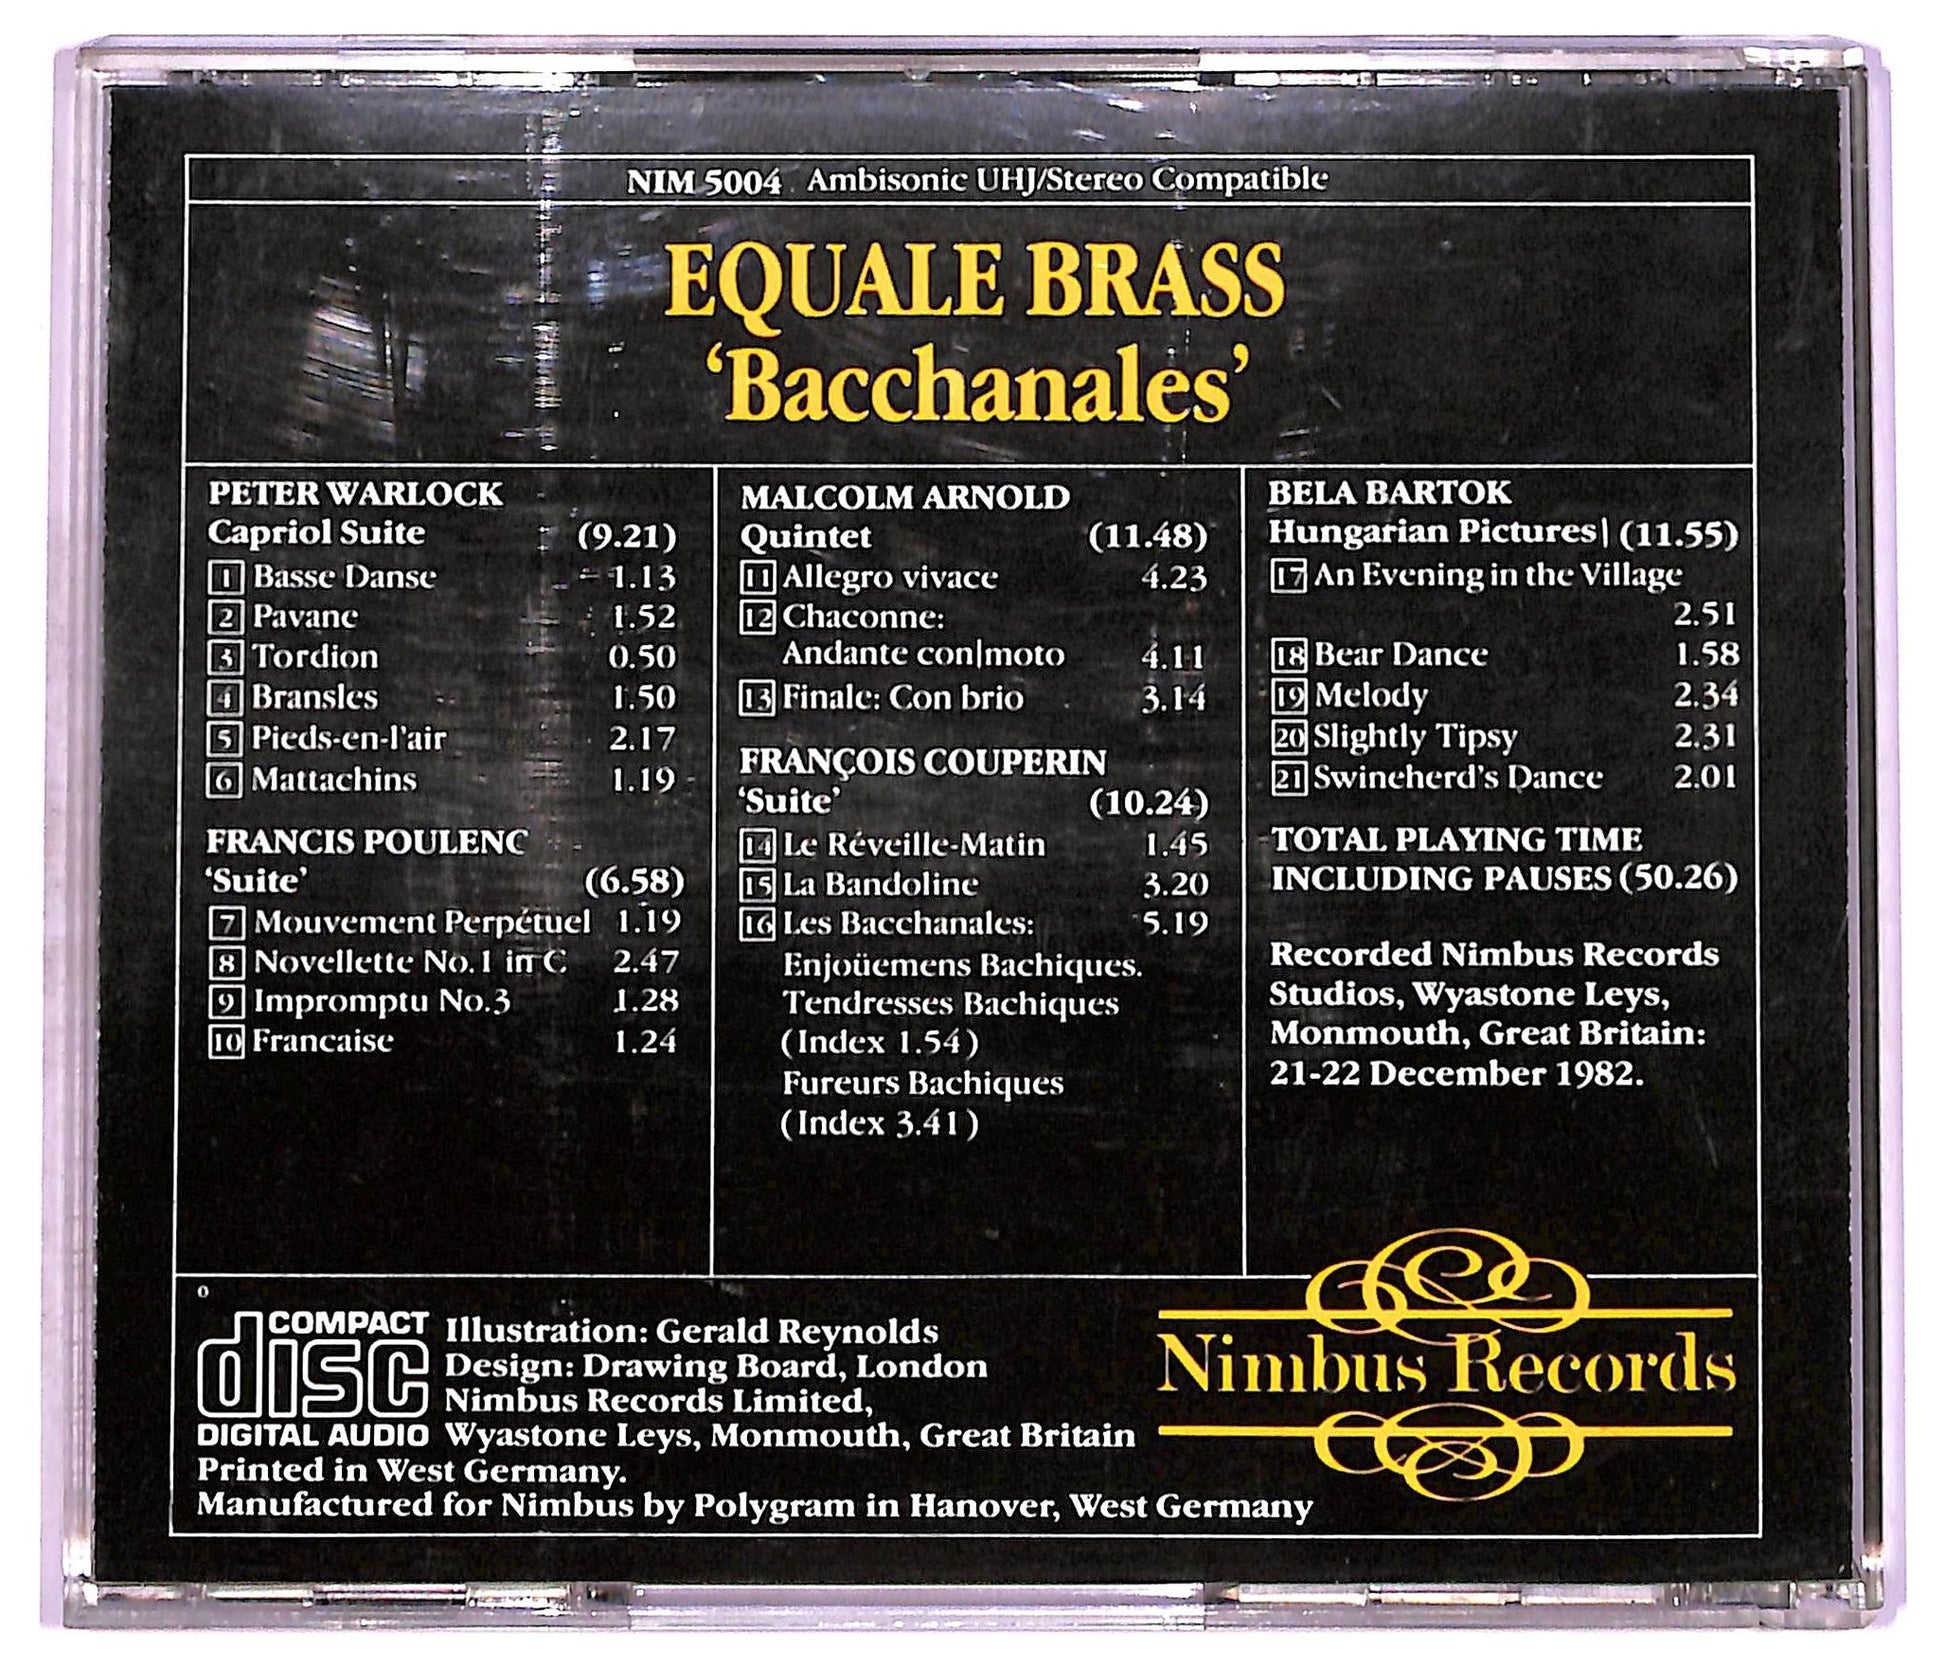 NIM 5004 Ambisonic UHJ/Stereo Compatible
EQUALE BRASS
‘Bacchanales’
PETER WARLOCK
Capriol Suite (9.21)
1 Basse Danse 1.13
2 Pavane 1.52
3 Tordion 0.50
4 Bransles 1.50
5 Pieds-en-l'air 2.17
6 Mattachins 1.19
FRANCIS POULENC
‘Suite’ (6.58)
7 Mouvement Perpétuel 1.19
8 Novellette No.1 in C 2.47
9 Impromptu No.3 1.28
10 Francaise 1.24
MALCOLM ARNOLD
Quintet (11.48)
11 Allegro vivace 4.23
12 Chaconne:
Andante con moto 4.11
13 Finale: Con brio 3.14
FRANÇOIS COUPERIN
‘Suite’ (10.24)
14 Le Réveille-Matin 1.45
15 La Bandoline 3.20
16 Les Bacchanales: 5.19
Enjoüemens Bachiques.
Tendresses Bachiques
(Index 1.54)
Fureurs Bachiques
(Index 3.41)
BELA BARTOK
Hungarian Pictures (11.55)
17 An Evening in the Village
2.51
18 Bear Dance 1.58
19 Melody 2.34
20 Slightly Tipsy 2.31
21 Swineherd's Dance 2.01
TOTAL PLAYING TIME
INCLUDING PAUSES (50.26)
Recorded Nimbus Records
Studios, Wyastone Leys,
Monmouth, Great Britain:
21-22 December 1982.
0
COMPACT
disc
DIGITAL AUDIO
Illustration: Gerald Reynolds
Design: Drawing Board, London
Nimbus Records Limited,
Wyastone Leys, Monmouth, Great Britain
Printed in West Germany.
Manufactured for Nimbus by Polygram in Hanover, West Germany
Nimbus Records